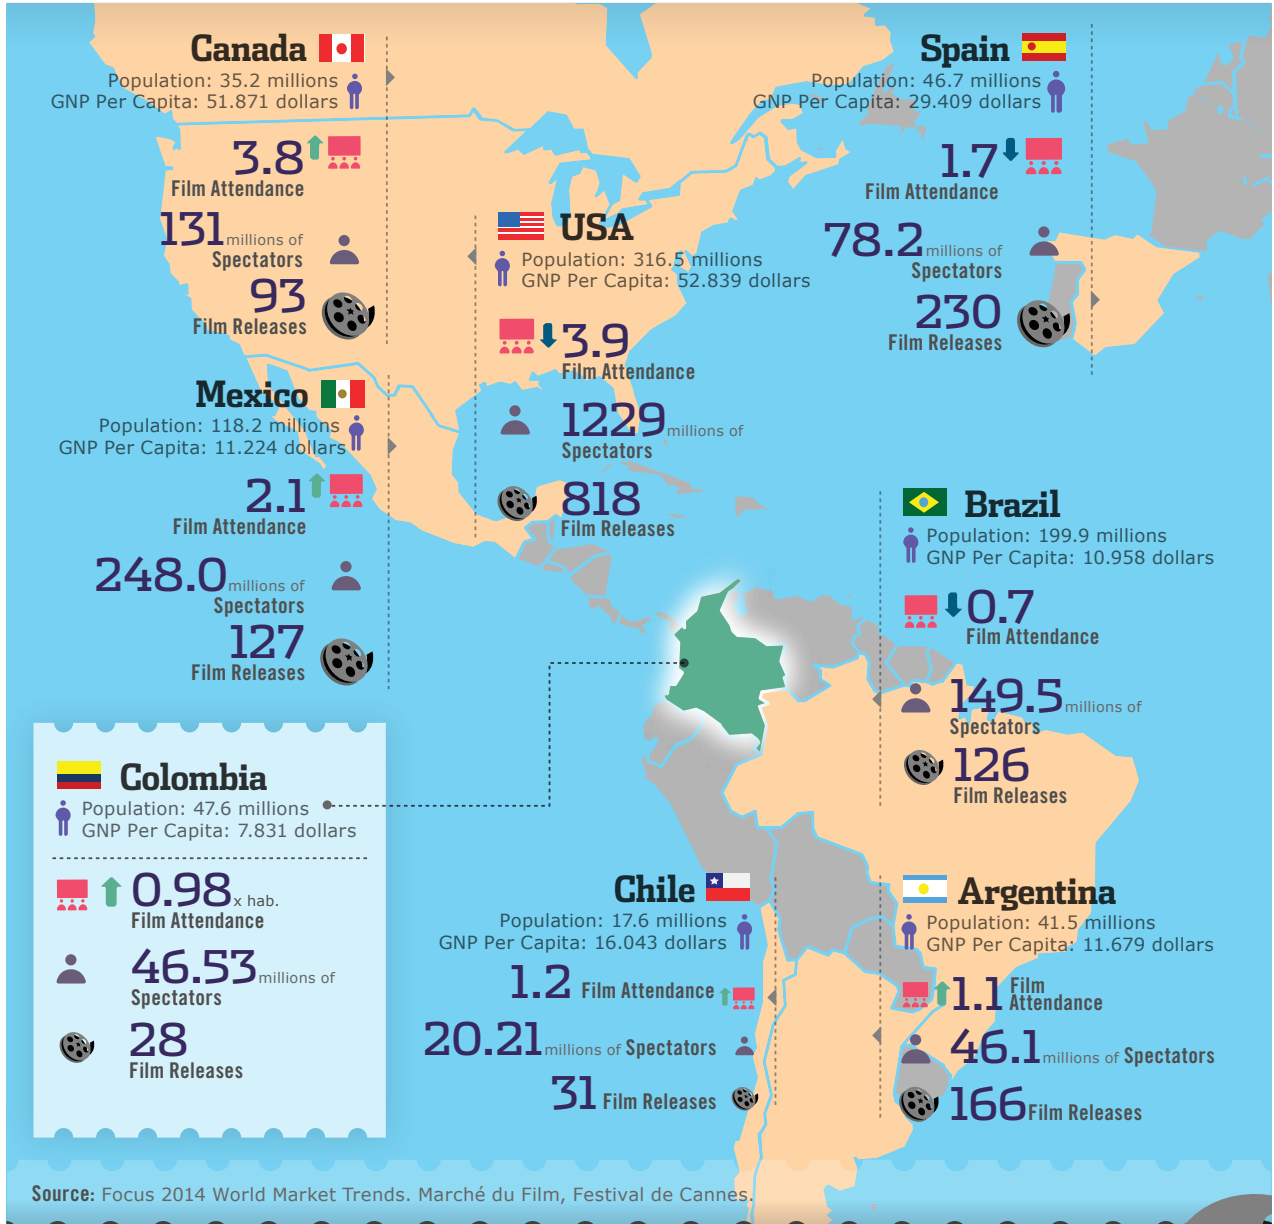 Canada
Population: 35.2 millions
GNP Per Capita: 51.871 dollars
3.8
Film Attendance
131 millions of
Spectators
93
Film Releases
Spain
Population: 46.7 millions
GNP Per Capita: 29.409 dollars
1.7
Film Attendance
78.2 millions of
Spectators
230
Film Releases
USA
Population: 316.5 millions
GNP Per Capita: 52.839 dollars
3.9
Film Attendance
1229 millions of
Spectators
818
Film Releases
Mexico
Population: 118.2 millions
GNP Per Capita: 11.224 dollars
2.1
Film Attendance
248.0 millions of
Spectators
127
Film Releases
Brazil
Population: 199.9 millions
GNP Per Capita: 10.958 dollars
0.7
Film Attendance
149.5 millions of
Spectators
126
Film Releases
Colombia
Population: 47.6 millions
GNP Per Capita: 7.831 dollars
0.98 x hab.
Film Attendance
46.53 millions of
Spectators
28
Film Releases
Chile
Population: 17.6 millions
GNP Per Capita: 16.043 dollars
1.2 Film Attendance
20.21 millions of Spectators
31 Film Releases
Argentina
Population: 41.5 millions
GNP Per Capita: 11.679 dollars
1.1 Film
Attendance
46.1 millions of Spectators
166 Film Releases
Source: Focus 2014 World Market Trends. Marché du Film, Festival de Cannes.